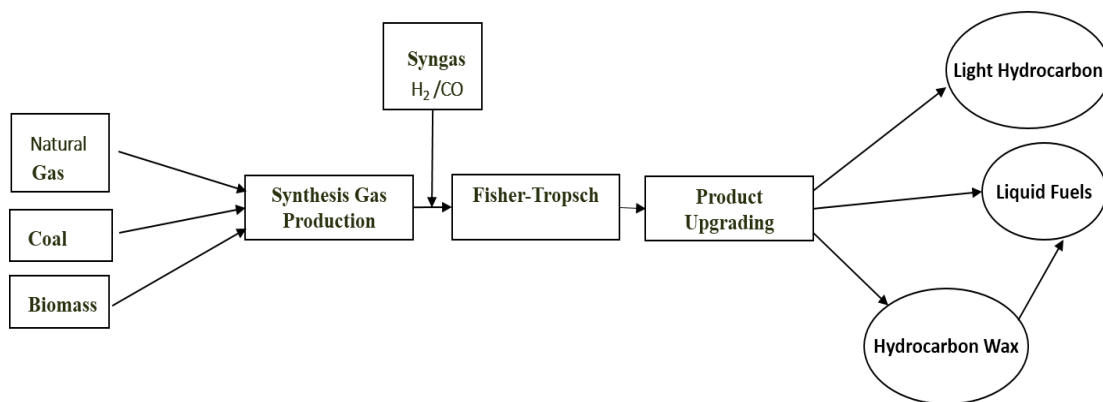 Natural
Gas
Coal
Biomass
Synthesis Gas
Production
Syngas
H₂ /CO
Fisher-Tropsch
Product
Upgrading
Light Hydrocarbon
Liquid Fuels
Hydrocarbon Wax